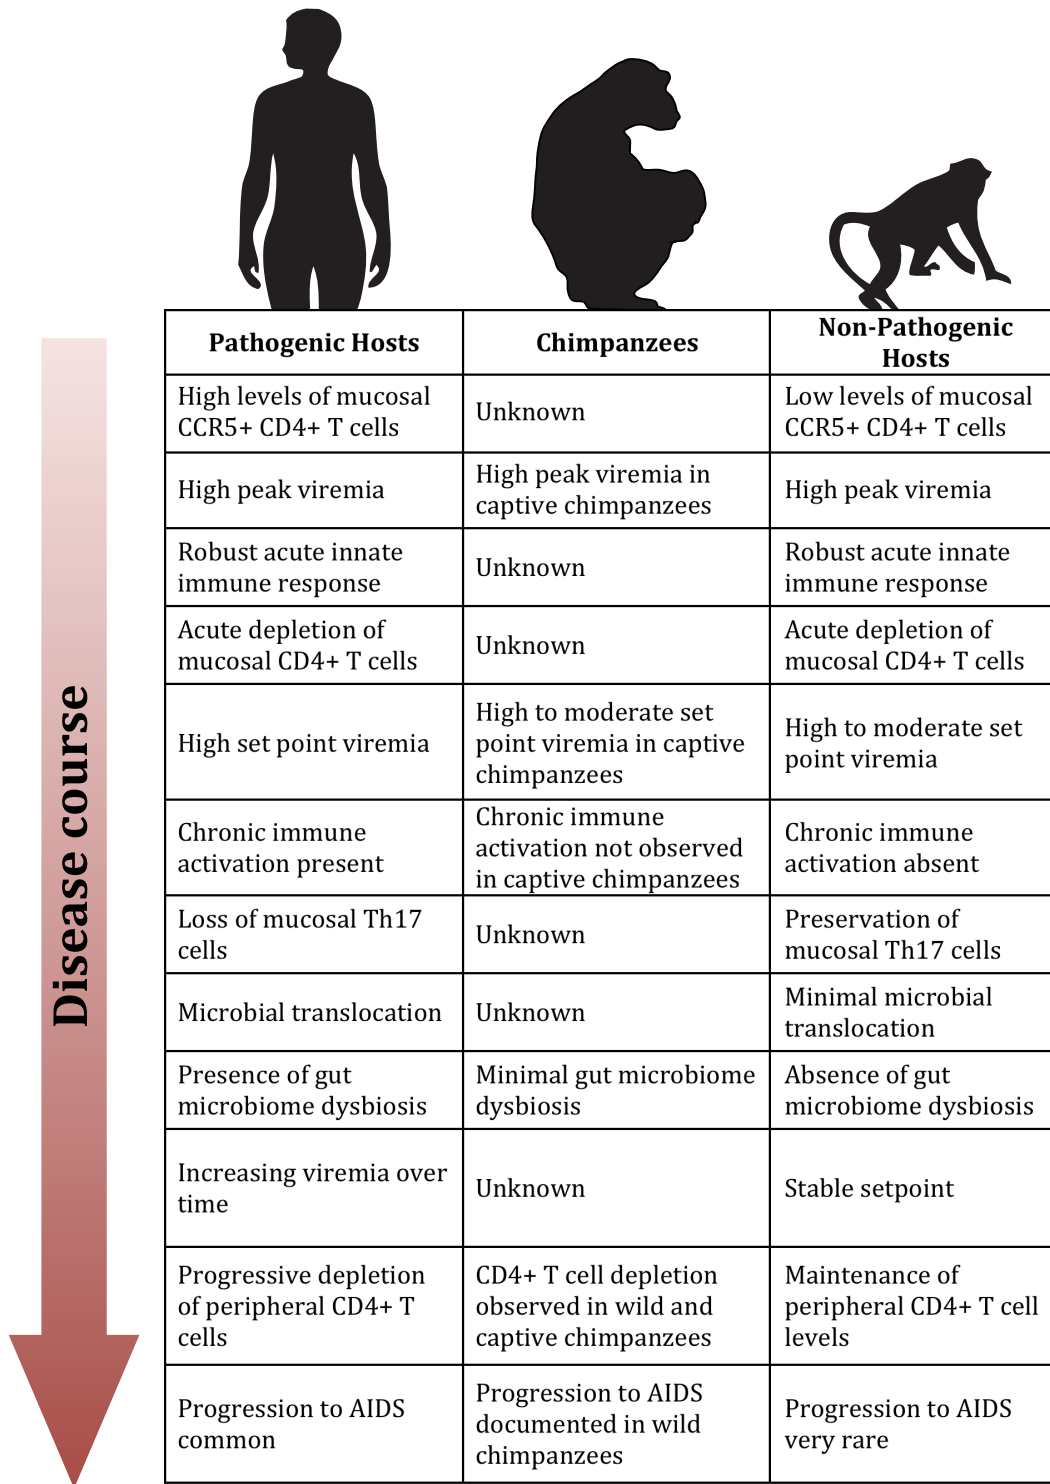 Disease course
Pathogenic Hosts
Chimpanzees
Non-Pathogenic
Hosts
High levels of mucosal
CCR5+ CD4+ T cells
Unknown
Low levels of mucosal
CCR5+ CD4+ T cells
High peak viremia
High peak viremia in
captive chimpanzees
High peak viremia
Robust acute innate
immune response
Unknown
Robust acute innate
immune response
Acute depletion of
mucosal CD4+ T cells
Unknown
Acute depletion of
mucosal CD4+ T cells
High set point viremia
High to moderate set
point viremia in captive
chimpanzees
High to moderate set
point viremia
Chronic immune
activation present
Chronic immune
activation not observed
in captive chimpanzees
Chronic immune
activation absent
Loss of mucosal Th17
cells
Unknown
Preservation of
mucosal Th17 cells
Microbial translocation
Unknown
Minimal microbial
translocation
Presence of gut
microbiome dysbiosis
Minimal gut microbiome
dysbiosis
Absence of gut
microbiome dysbiosis
Increasing viremia over
time
Unknown
Stable setpoint
Progressive depletion
of peripheral CD4+ T
cells
CD4+ T cell depletion
observed in wild and
captive chimpanzees
Maintenance of
peripheral CD4+ T cell
levels
Progression to AIDS
common
Progression to AIDS
documented in wild
chimpanzees
Progression to AIDS
very rare